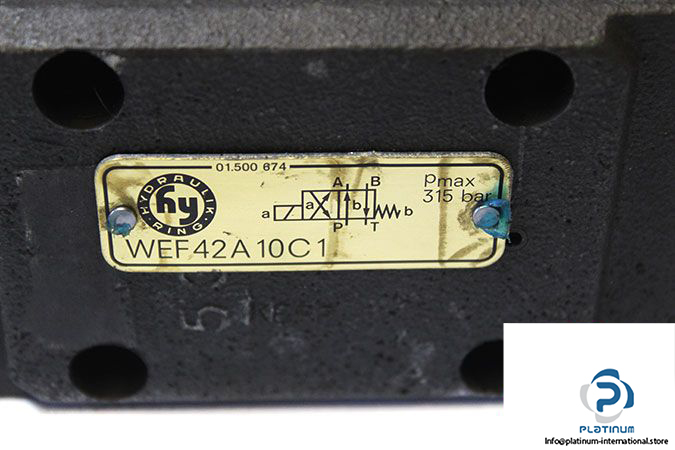 01.500 674
HYDRAULIK-RING
hy
A B
a a b b
P T
pmax
315 bar
WEF42A10C1
PLATINUM
info@platinum-international.store